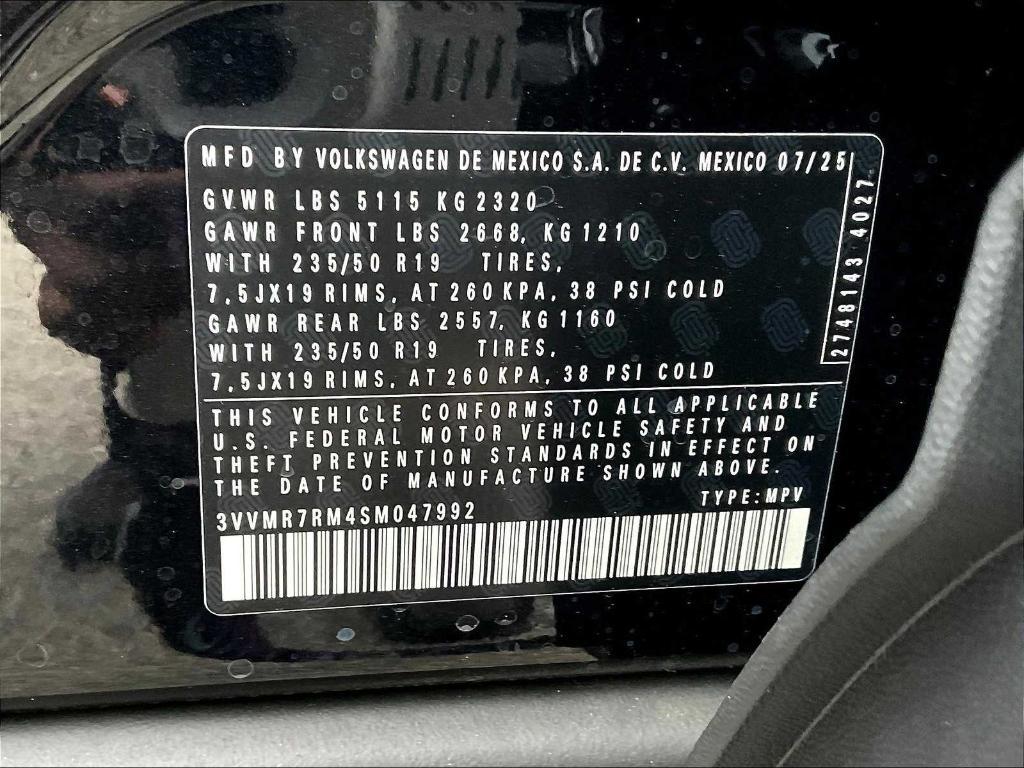 MFD BY VOLKSWAGEN DE MEXICO S.A. DE C.V. MEXICO 07/25
GVWR LBS 5115 KG 2320
GAWR FRONT LBS 2668, KG 1210
WITH 235/50 R19 TIRES,
7,5JX19 RIMS, AT 260 KPA, 38 PSI COLD
GAWR REAR LBS 2557, KG 1160
WITH 235/50 R19 TIRES,
7,5JX19 RIMS, AT 260 KPA, 38 PSI COLD
THIS VEHICLE CONFORMS TO ALL APPLICABLE
U.S. FEDERAL MOTOR VEHICLE SAFETY AND
THEFT PREVENTION STANDARDS IN EFFECT ON
THE DATE OF MANUFACTURE SHOWN ABOVE.
TYPE: MPV
3VVMR7RM4SM047992
2748143 4027